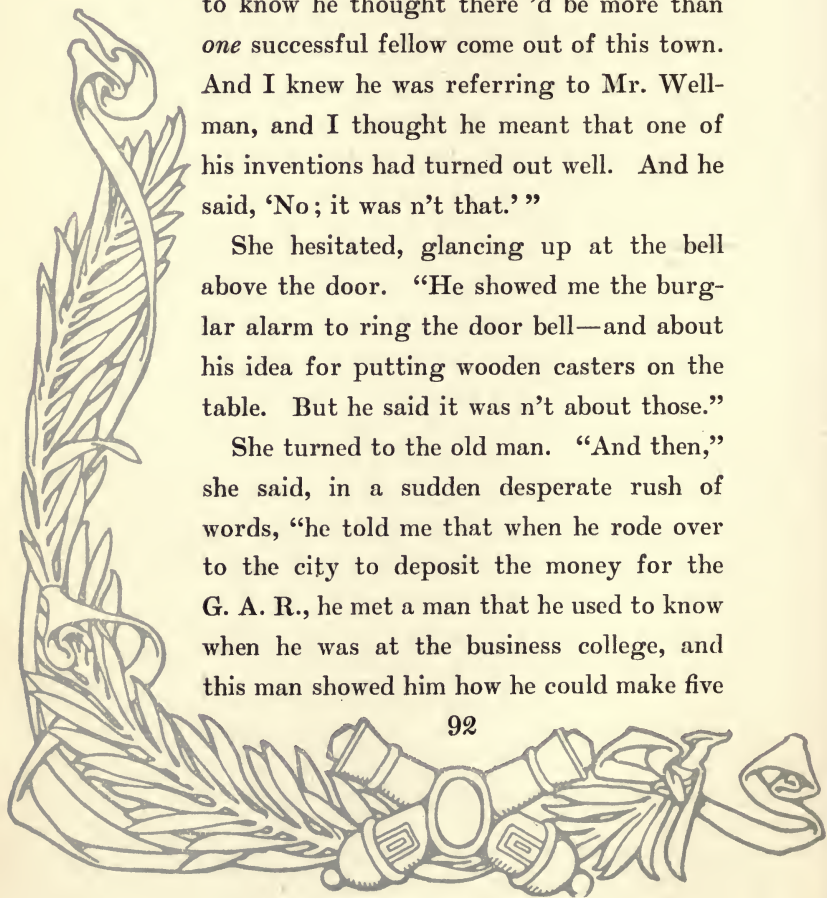 to know he thought there 'd be more than
one successful fellow come out of this town.
And I knew he was referring to Mr. Well-
man, and I thought he meant that one of
his inventions had turned out well. And he
said, ‘No; it was n't that.’ ”
She hesitated, glancing up at the bell
above the door. “He showed me the burg-
lar alarm to ring the door bell—and about
his idea for putting wooden casters on the
table. But he said it was n't about those.”
She turned to the old man. “And then,”
she said, in a sudden desperate rush of
words, “he told me that when he rode over
to the city to deposit the money for the
G. A. R., he met a man that he used to know
when he was at the business college, and
this man showed him how he could make five
92